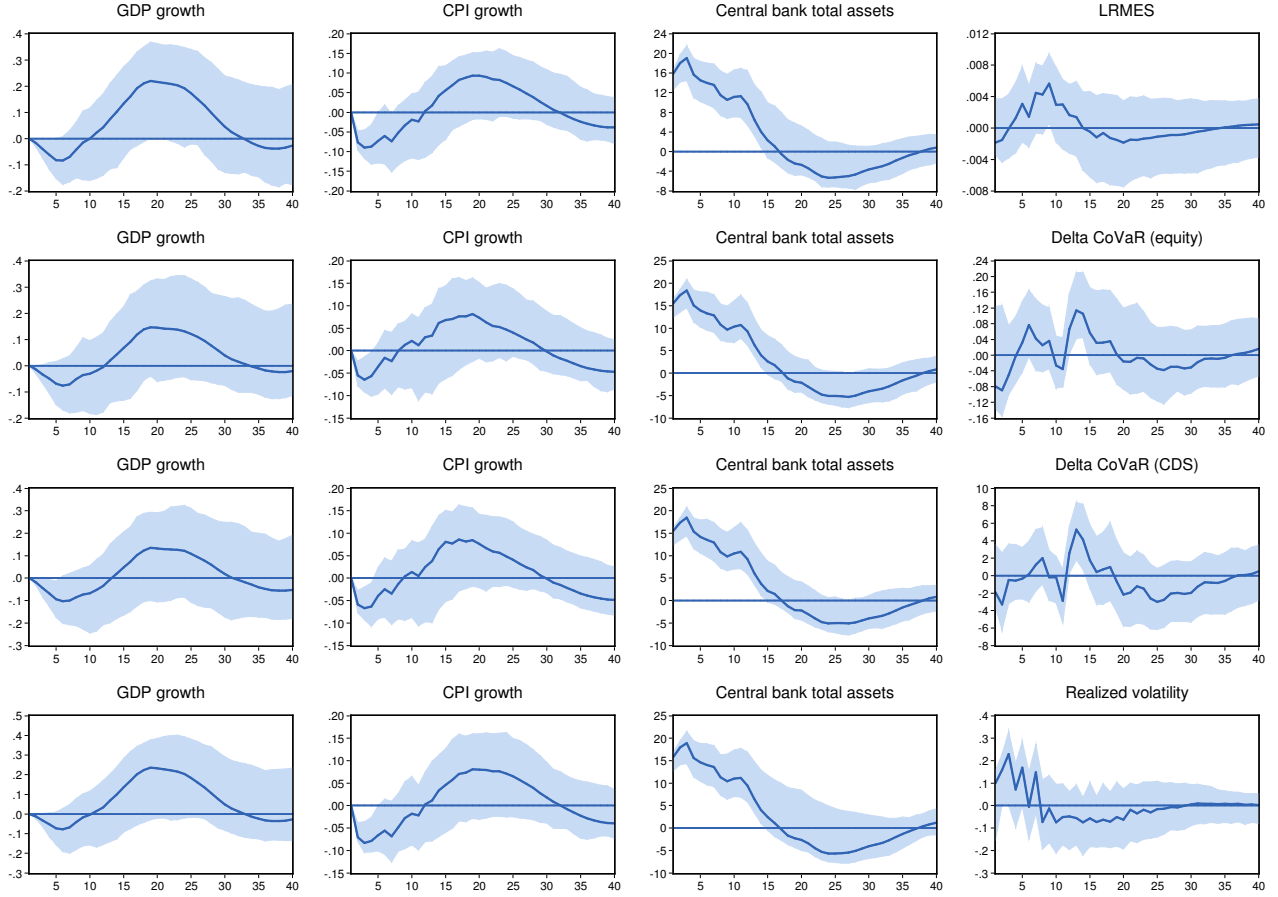 GDP growth CPI growth Central bank total assets LRMES
.4 .20 24 .012
.3 .15 20 .008
.2 .10 16 .004
.1 .05 12 .000
.0 .00 8 -.004
-.1 -.05 4 -.008
-.2 -.10 0
-.15 -4
-.20 -8
5 10 15 20 25 30 35 40 5 10 15 20 25 30 35 40 5 10 15 20 25 30 35 40 5 10 15 20 25 30 35 40
GDP growth CPI growth Central bank total assets Delta CoVaR (equity)
.4 .20 25 .24
.3 .15 20 .20
.2 .10 15 .16
.1 .05 10 .12
.0 .00 5 .08
-.1 -.05 0 .04
-.2 -.10 -5 .00
-.15 -10 -.04
-.08
-.12
-.16
5 10 15 20 25 30 35 40 5 10 15 20 25 30 35 40 5 10 15 20 25 30 35 40 5 10 15 20 25 30 35 40
GDP growth CPI growth Central bank total assets Delta CoVaR (CDS)
.4 .20 25 10
.3 .15 20 8
.2 .10 15 6
.1 .05 10 4
.0 .00 5 2
-.1 -.05 0 0
-.2 -.10 -5 -2
-.3 -.15 -10 -4
-6
-8
5 10 15 20 25 30 35 40 5 10 15 20 25 30 35 40 5 10 15 20 25 30 35 40 5 10 15 20 25 30 35 40
GDP growth CPI growth Central bank total assets Realized volatility
.5 .20 25 .4
.4 .15 20 .3
.3 .10 15 .2
.2 .05 10 .1
.1 .00 5 .0
.0 -.05 0 -.1
-.1 -.10 -5 -.2
-.2 -.15 -10 -.3
-.3
5 10 15 20 25 30 35 40 5 10 15 20 25 30 35 40 5 10 15 20 25 30 35 40 5 10 15 20 25 30 35 40